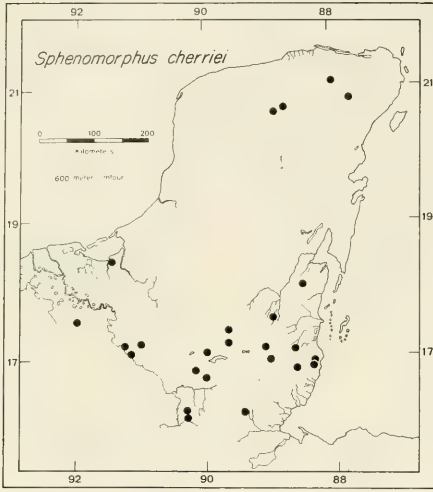 92 90 88
Sphenomorphus cherriei
21 21
0 100 200
Kilometers
600 meter contour
19 19
17 17
92 90 88